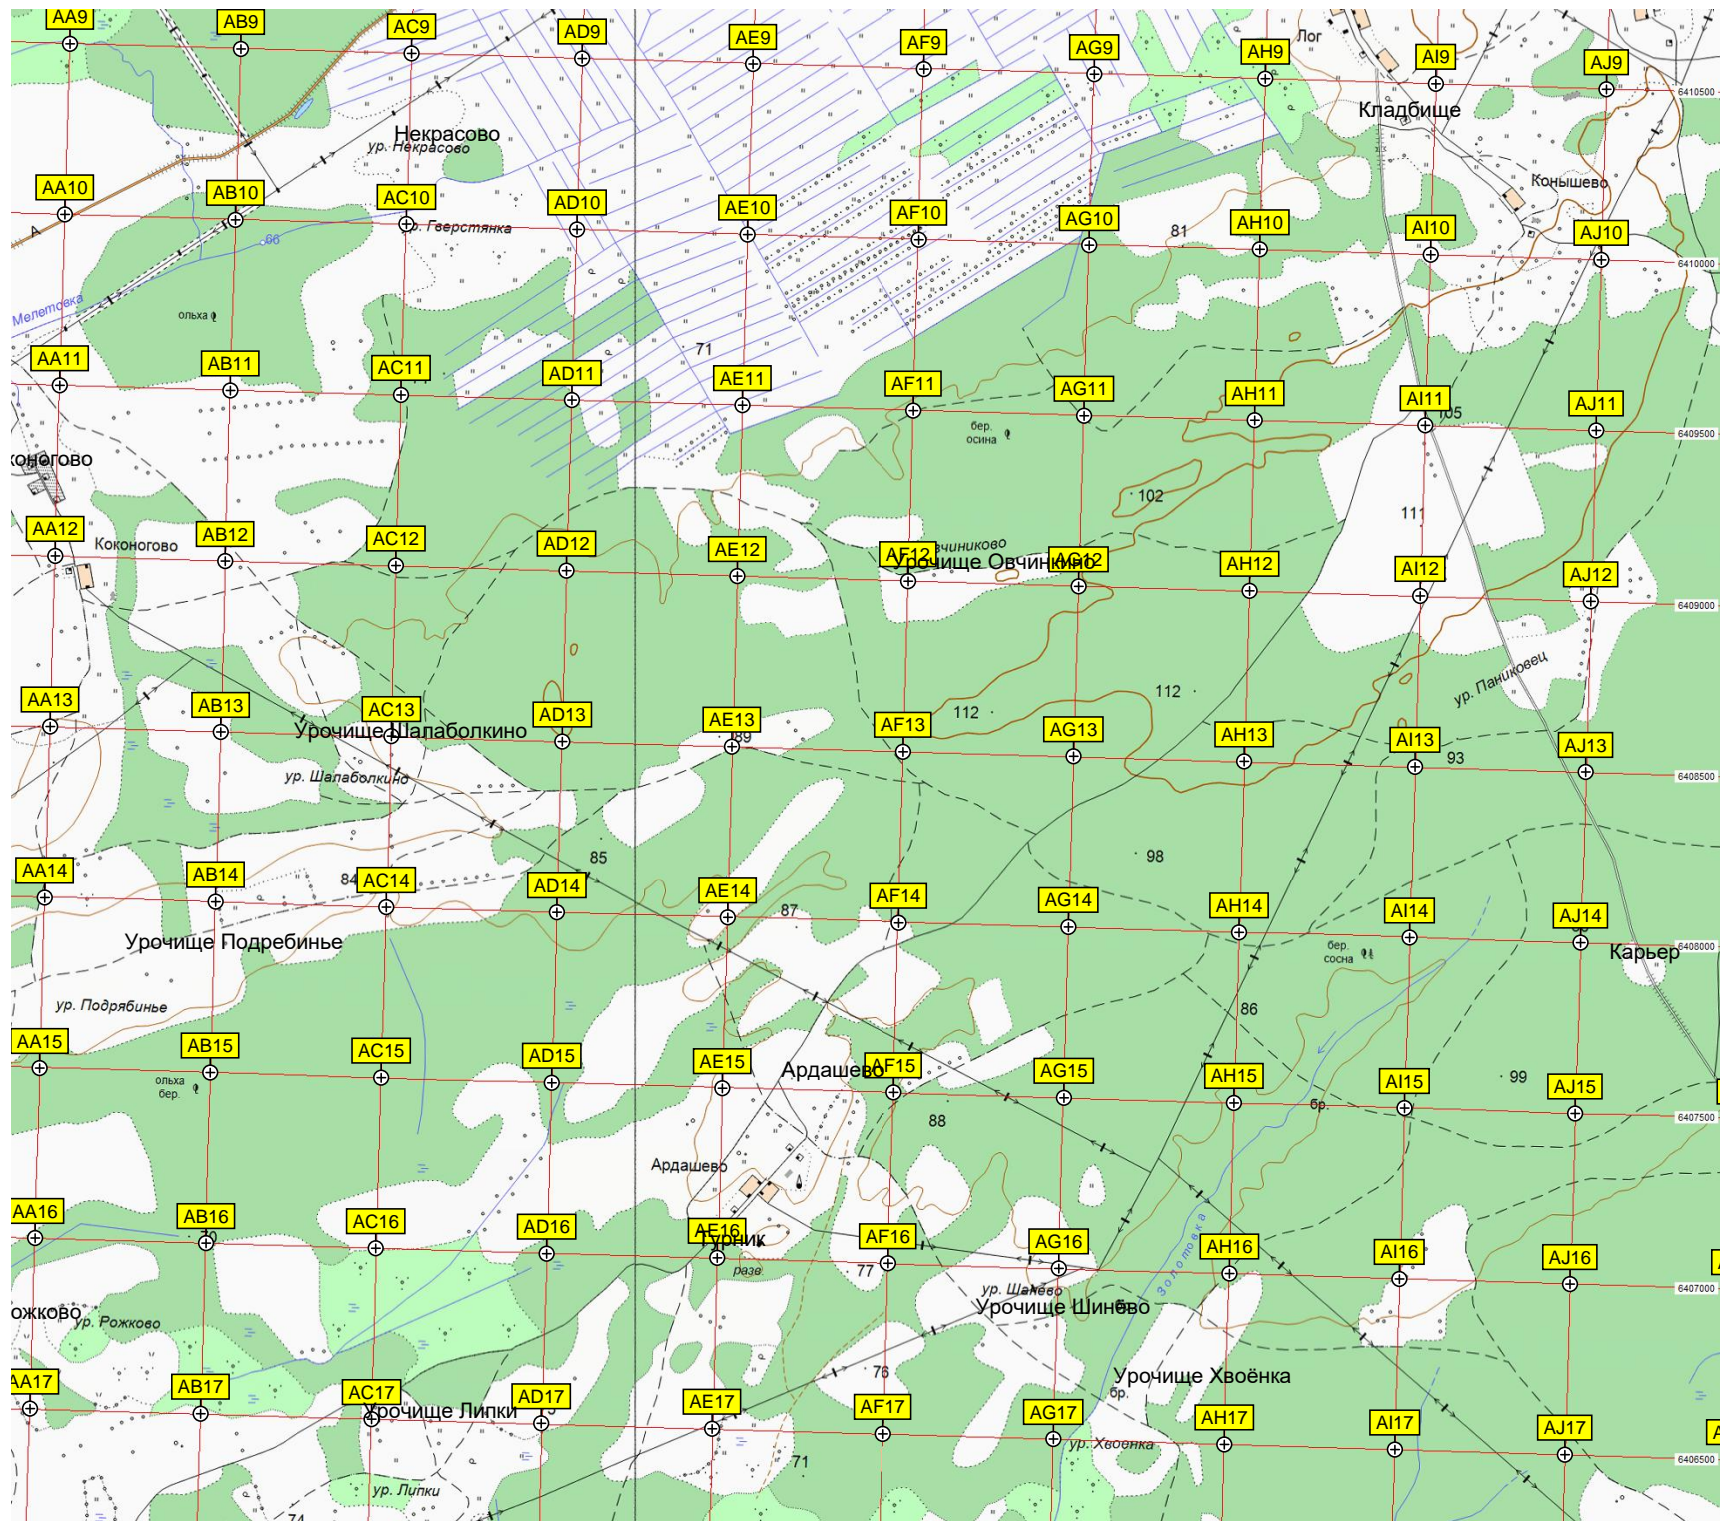 AA9
AB9
AC9
AD9
AE9
AF9
AG9
AH9
Лог
AI9
AJ9
6410500
Кладбище
Некрасово
ур. Некрасово
Конышево
AA10
AB10
AC10
AD10
AE10
AF10
AG10
81
AH10
AI10
AJ10
А
66
р. Гверстянка
6410000
Мелетовка
ольха
71
AA11
AB11
AC11
AD11
AE11
AF11
AG11
AH11
AI11
105
AJ11
бер.
осина
6409500
102
111
AA12
Коконогово
AB12
AC12
AD12
AE12
AF12
Урочище Овчинкино
AG12
AH12
AI12
AJ12
6409000
ур. Паниковец
112
112
AA13
AB13
AC13
Урочище Шалаболкино
AD13
AE13
89
AF13
AG13
AH13
AI13
93
AJ13
6408500
ур. Шалаболкино
85
98
AA14
AB14
84
AC14
AD14
AE14
87
AF14
AG14
AH14
AI14
AJ14
6408000
Урочище Подребинье
бер.
сосна
Карьер
ур. Подрябинье
86
AA15
AB15
AC15
AD15
AE15
Ардашево
AF15
AG15
AH15
AI15
99
AJ15
ольха
бер.
бр.
88
6407500
Ардашево
AA16
AB16
AC16
AD16
AE16
Турник
разв
77
AF16
AG16
Золотовка
AH16
AI16
AJ16
6407000
ур. Шанево
Урочище Шинёво
ур. Рожково
76
Урочище Хвоёнка
бр.
AA17
AB17
AC17
Урочище Липки
AD17
AE17
AF17
AG17
AH17
AI17
AJ17
ур. Хвоенка
6406500
71
ур. Липки
74